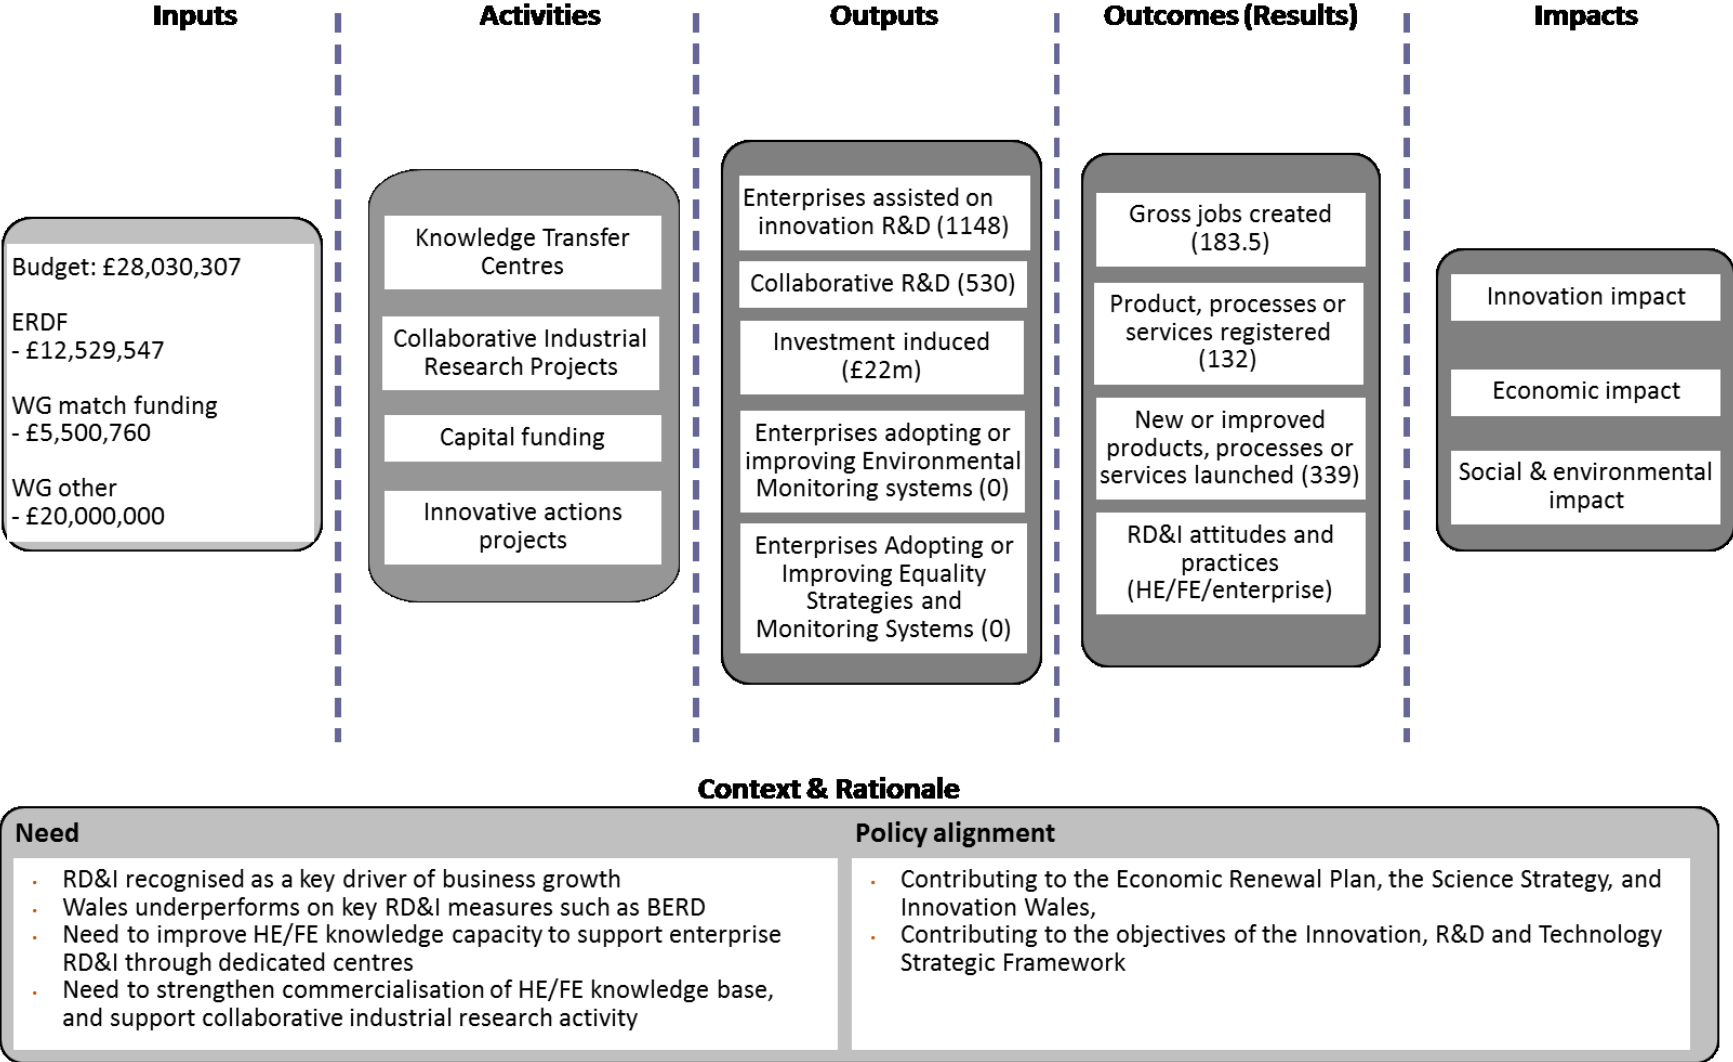 Inputs
Activities
Outputs
Outcomes (Results)
Impacts
Budget: £28,030,307
ERDF
- £12,529,547
WG match funding
- £5,500,760
WG other
- £20,000,000
Knowledge Transfer
Centres
Collaborative Industrial
Research Projects
Capital funding
Innovative actions
projects
Enterprises assisted on
innovation R&D (1148)
Collaborative R&D (530)
Investment induced
(£22m)
Enterprises adopting or
improving Environmental
Monitoring systems (0)
Enterprises Adopting or
Improving Equality
Strategies and
Monitoring Systems (0)
Gross jobs created
(183.5)
Product, processes or
services registered
(132)
New or improved
products, processes or
services launched (339)
RD&I attitudes and
practices
(HE/FE/enterprise)
Innovation impact
Economic impact
Social & environmental
impact
Context & Rationale
Need
· RD&I recognised as a key driver of business growth
· Wales underperforms on key RD&I measures such as BERD
· Need to improve HE/FE knowledge capacity to support enterprise
RD&I through dedicated centres
· Need to strengthen commercialisation of HE/FE knowledge base,
and support collaborative industrial research activity
Policy alignment
· Contributing to the Economic Renewal Plan, the Science Strategy, and
Innovation Wales,
· Contributing to the objectives of the Innovation, R&D and Technology
Strategic Framework